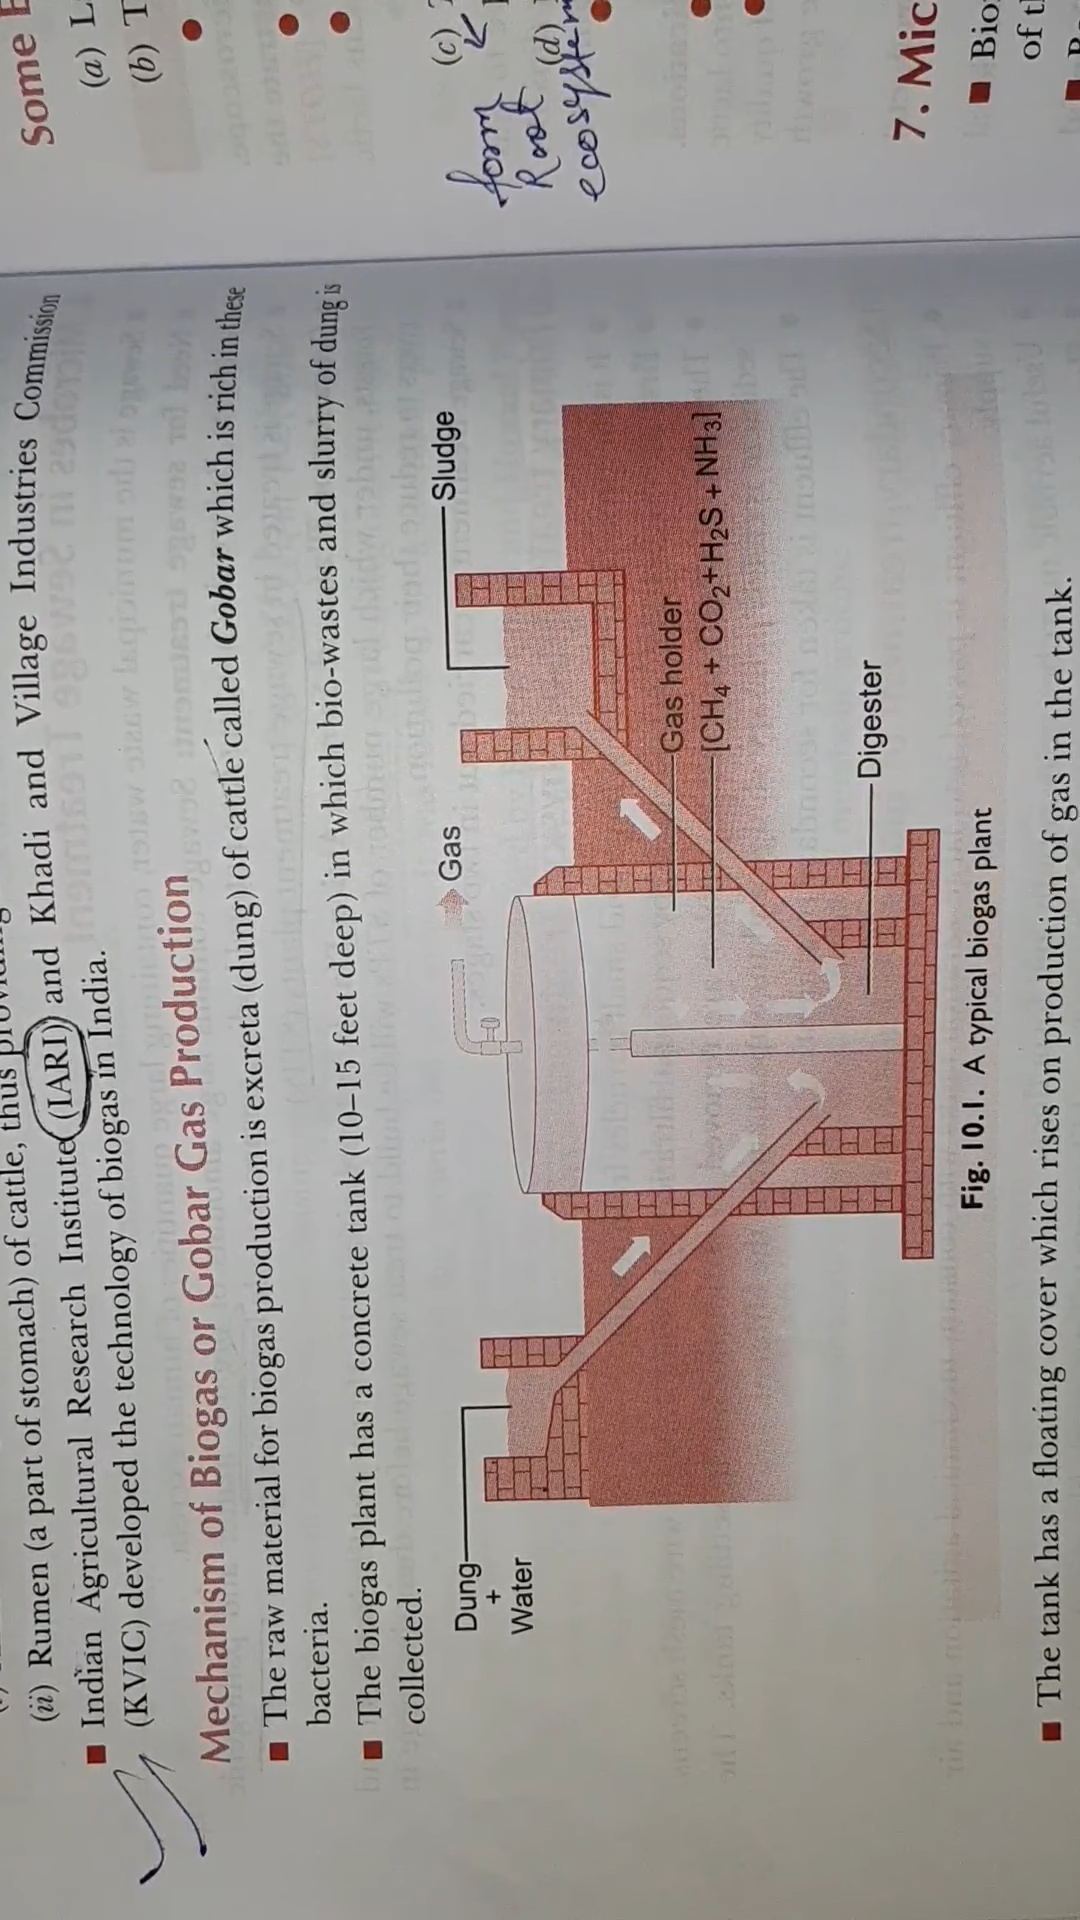 (ii) Rumen (a part of stomach) of cattle, thus
■ Indian Agricultural Research Institute (IARI) and Khadi and Village Industries Commission
(KVIC) developed the technology of biogas in India.
Mechanism of Biogas or Gobar Gas Production
■ The raw material for biogas production is excreta (dung) of cattle called Gobar which is rich in these
bacteria.
■ The biogas plant has a concrete tank (10–15 feet deep) in which bio-wastes and slurry of dung is
collected.
Dung
+
Water
Gas
Sludge
Gas holder
[CH₄ + CO₂+H₂S+NH₃]
Digester
Fig. 10.1. A typical biogas plant
■ The tank has a floating cover which rises on production of gas in the tank.
Some
(a)
(b)
(c)
(d)
form
Root
ecosystem
7. Mic
■ Bio
of t